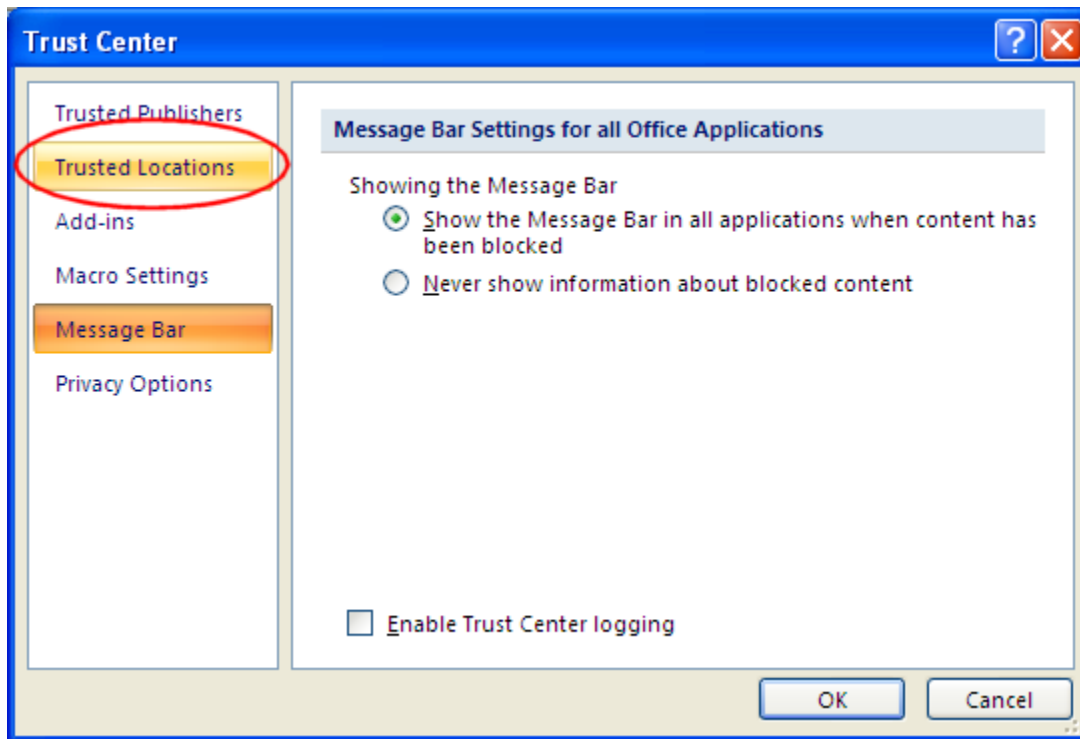 Trust Center
Trusted Publishers
Trusted Locations
Add-ins
Macro Settings
Message Bar
Privacy Options
Message Bar Settings for all Office Applications
Showing the Message Bar
Show the Message Bar in all applications when content has
been blocked
Never show information about blocked content
Enable Trust Center logging
OK
Cancel